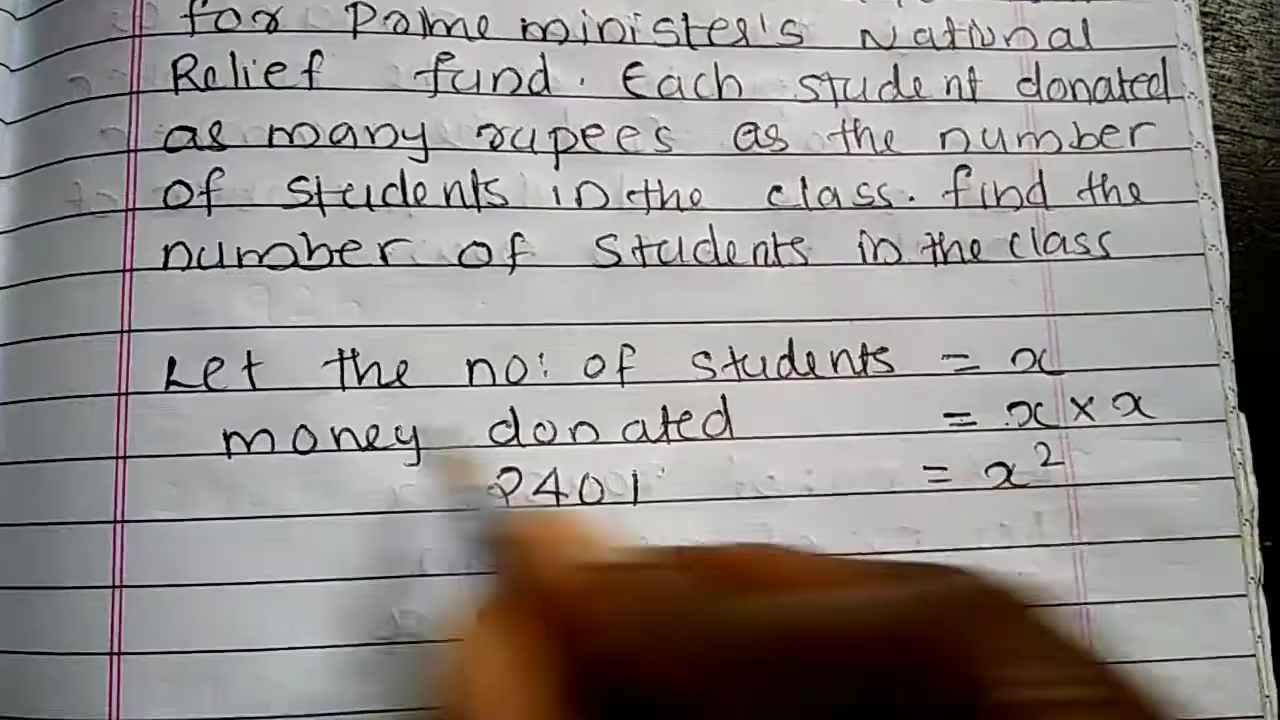 for Prime minister's National
Relief fund. Each student donated
as many rupees as the number
of students in the class. find the
number of students in the class
Let the no: of students = x
money donated = x × x
2401 = x²